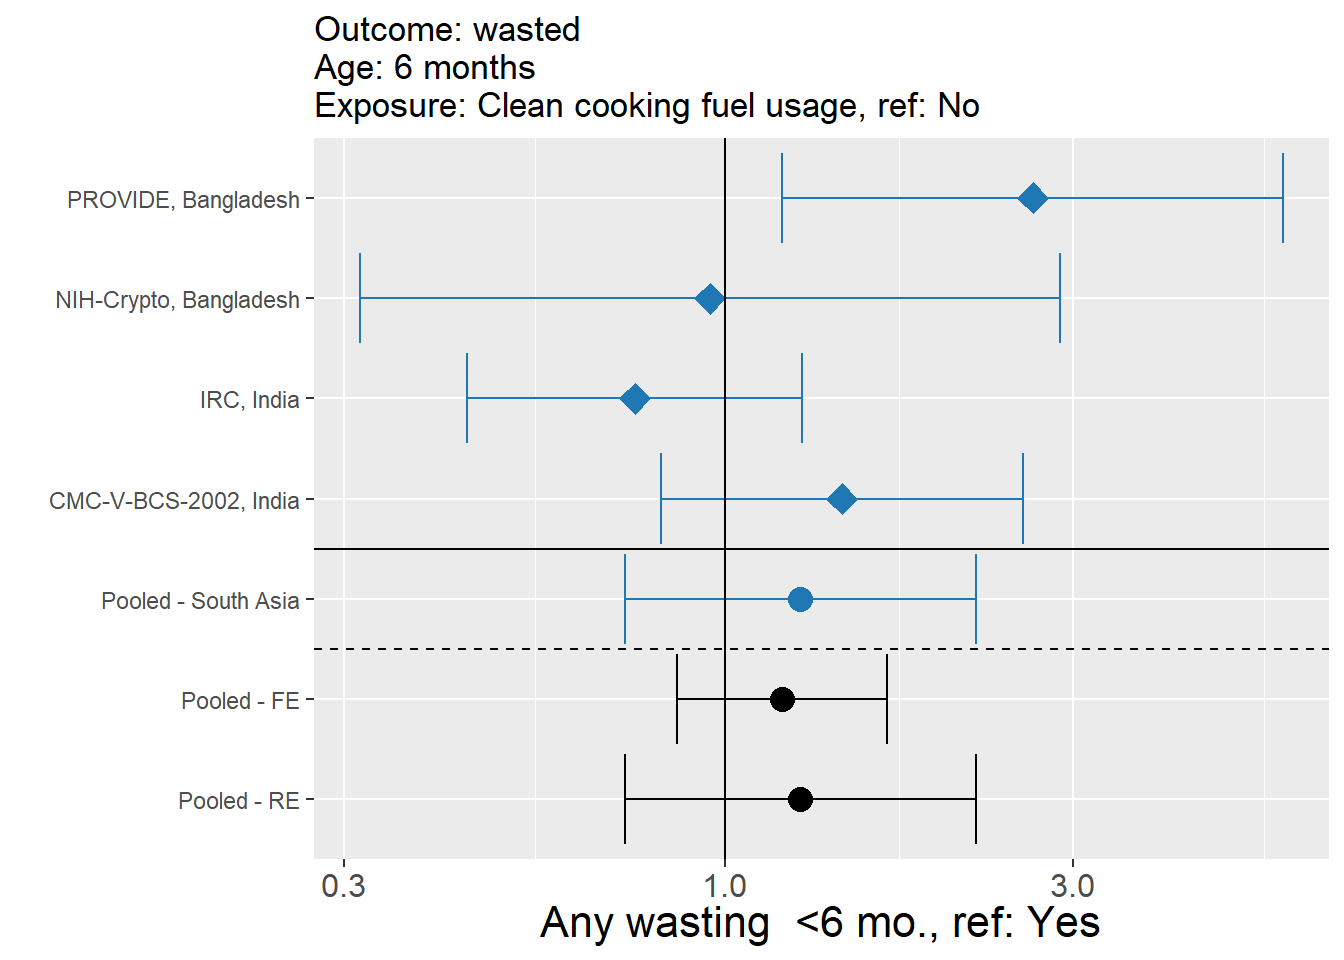 Outcome: wasted
Age: 6 months
Exposure: Clean cooking fuel usage, ref: No
PROVIDE, Bangladesh
NIH-Crypto, Bangladesh
IRC, India
CMC-V-BCS-2002, India
Pooled - South Asia
Pooled - FE
Pooled - RE
0.3 1.0 3.0
Any wasting  <6 mo., ref: Yes